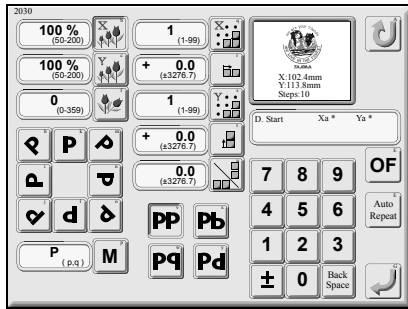 2030
100 %
(50-200)
X
1
(1-99)
X
100 %
(50-200)
Y
+ 0.0
(±3276.7)
0
(0-359)
1
(1-99)
Y
+ 0.0
(±3276.7)
0.0
(±3276.7)
TAJIMA
X:102.4mm
Y:113.8mm
Steps:10
D. Start Xa * Ya *
P P P
P P
P P P
P
( p,q )
M
PP Pb
Pq Pd
7 8 9
4 5 6
1 2 3
± 0 Back
Space
OF
Auto
Repeat